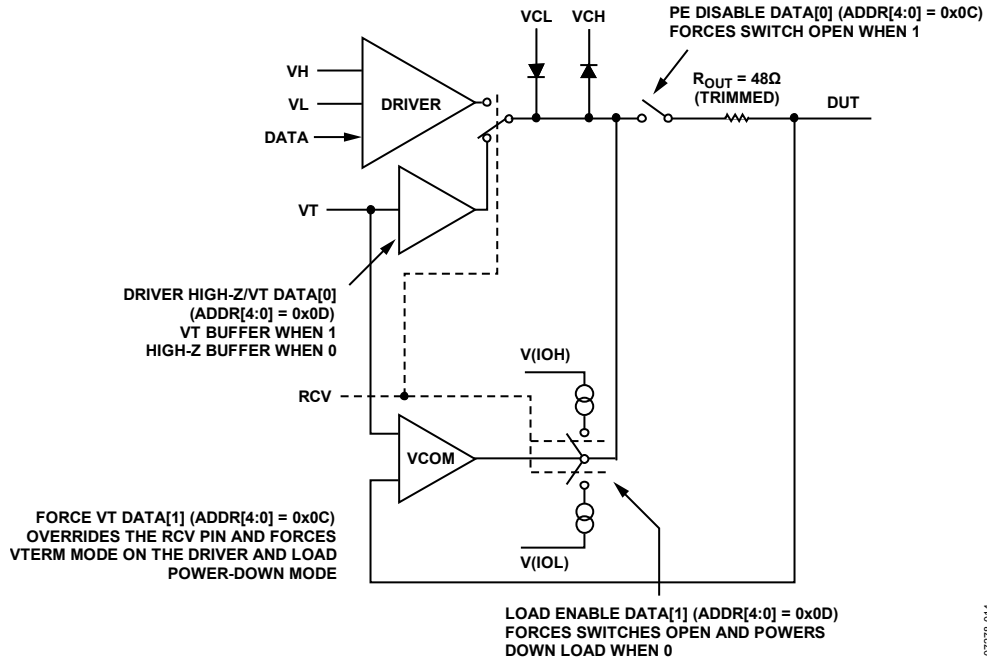 VCL
VCH
PE DISABLE DATA[0] (ADDR[4:0] = 0x0C)
FORCES SWITCH OPEN WHEN 1
VH
VL
DATA
DRIVER
ROUT = 48Ω
(TRIMMED)
DUT
VT
DRIVER HIGH-Z/VT DATA[0]
(ADDR[4:0] = 0x0D)
VT BUFFER WHEN 1
HIGH-Z BUFFER WHEN 0
V(IOH)
RCV
VCOM
FORCE VT DATA[1] (ADDR[4:0] = 0x0C)
OVERRIDES THE RCV PIN AND FORCES
VTERM MODE ON THE DRIVER AND LOAD
POWER-DOWN MODE
V(IOL)
LOAD ENABLE DATA[1] (ADDR[4:0] = 0x0D)
FORCES SWITCHES OPEN AND POWERS
DOWN LOAD WHEN 0